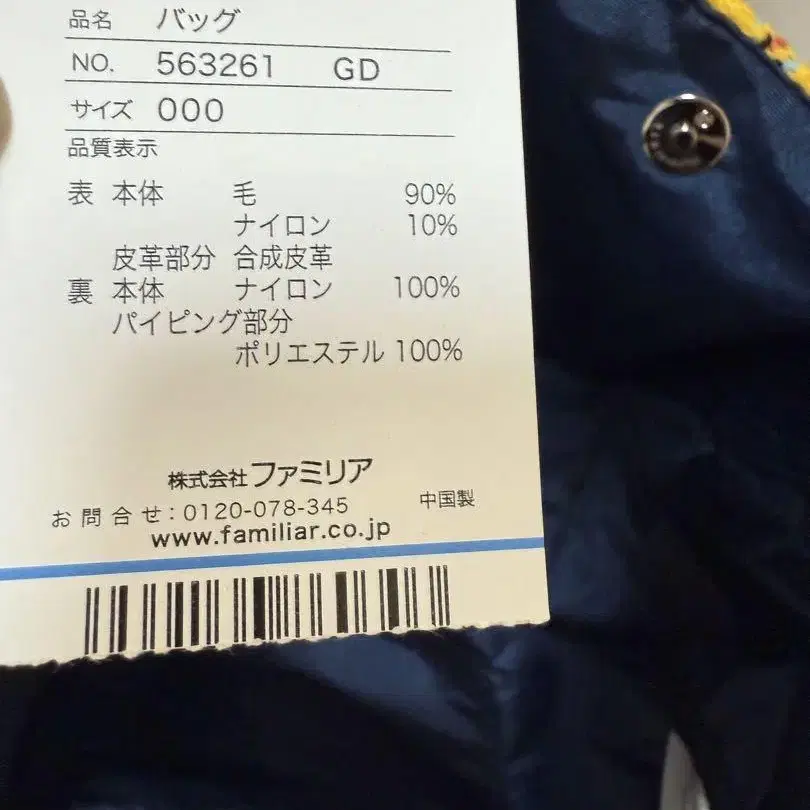 品名 バッグ
NO. 563261 GD
サイズ 000
品質表示
表 本体 毛 90%
ナイロン 10%
皮革部分 合成皮革
裏 本体 ナイロン 100%
パイピング部分
ポリエステル 100%
株式会社ファミリア
お問合せ:0120-078-345 中国製
www.familiar.co.jp